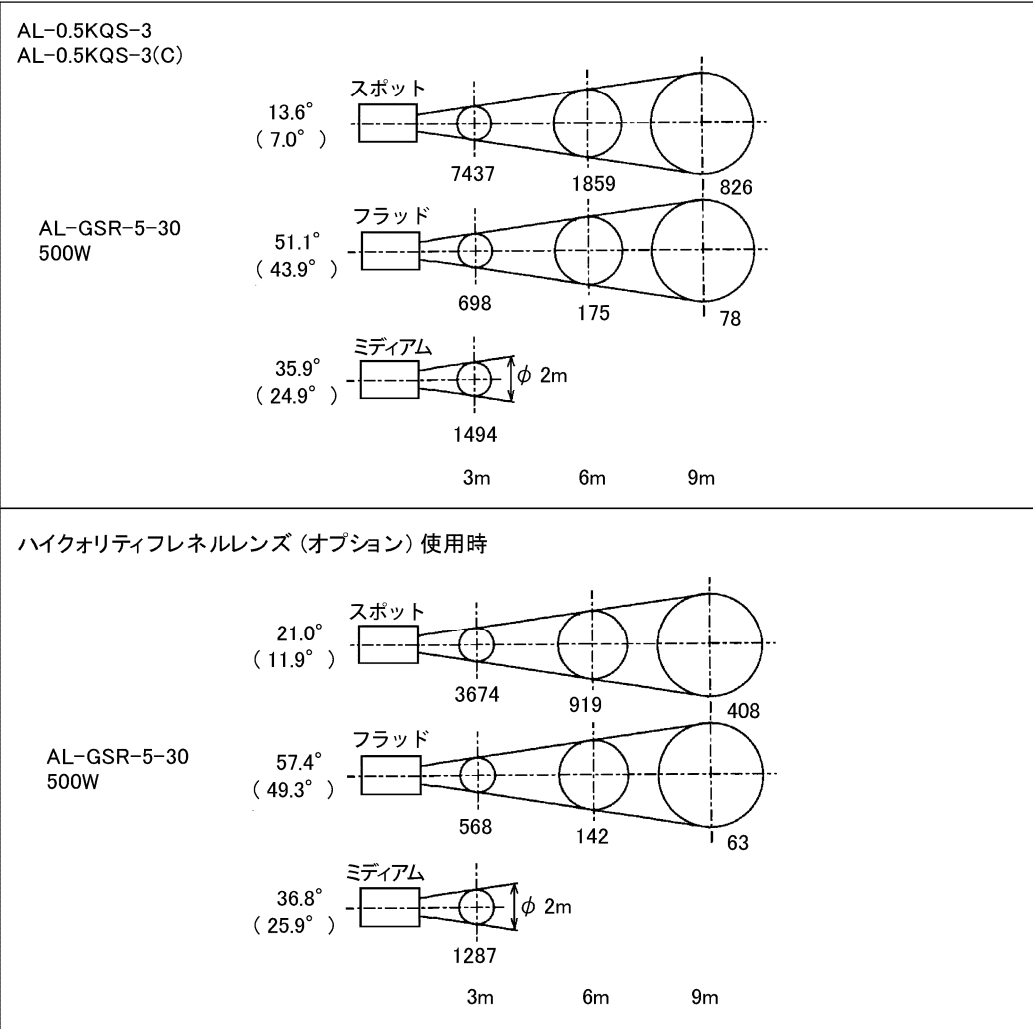 AL-0.5KQS-3
AL-0.5KQS-3(C)
スポット
13.6°
( 7.0° )
7437
1859
826
AL-GSR-5-30
500W
フラッド
51.1°
( 43.9° )
698
175
78
ミディアム
35.9°
( 24.9° )
φ 2m
1494
3m 6m 9m
ハイクォリティフレネルレンズ (オプション) 使用時
スポット
21.0°
( 11.9° )
3674
919
408
AL-GSR-5-30
500W
フラッド
57.4°
( 49.3° )
568
142
63
ミディアム
36.8°
( 25.9° )
φ 2m
1287
3m 6m 9m